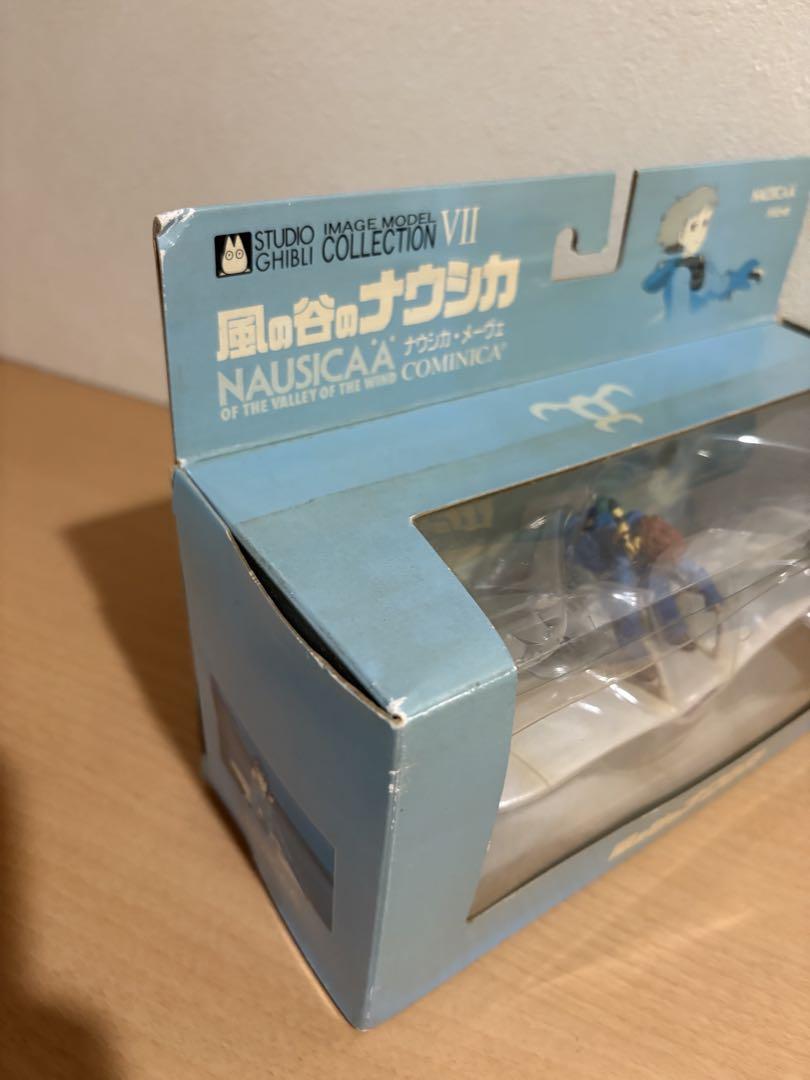 STUDIO GHIBLI
IMAGE MODEL COLLECTION VII
風の谷のナウシカ
NAUSICAÄ ナウシカ・メーヴェ
OF THE VALLEY OF THE WIND COMINICA
NAUSICAÄ